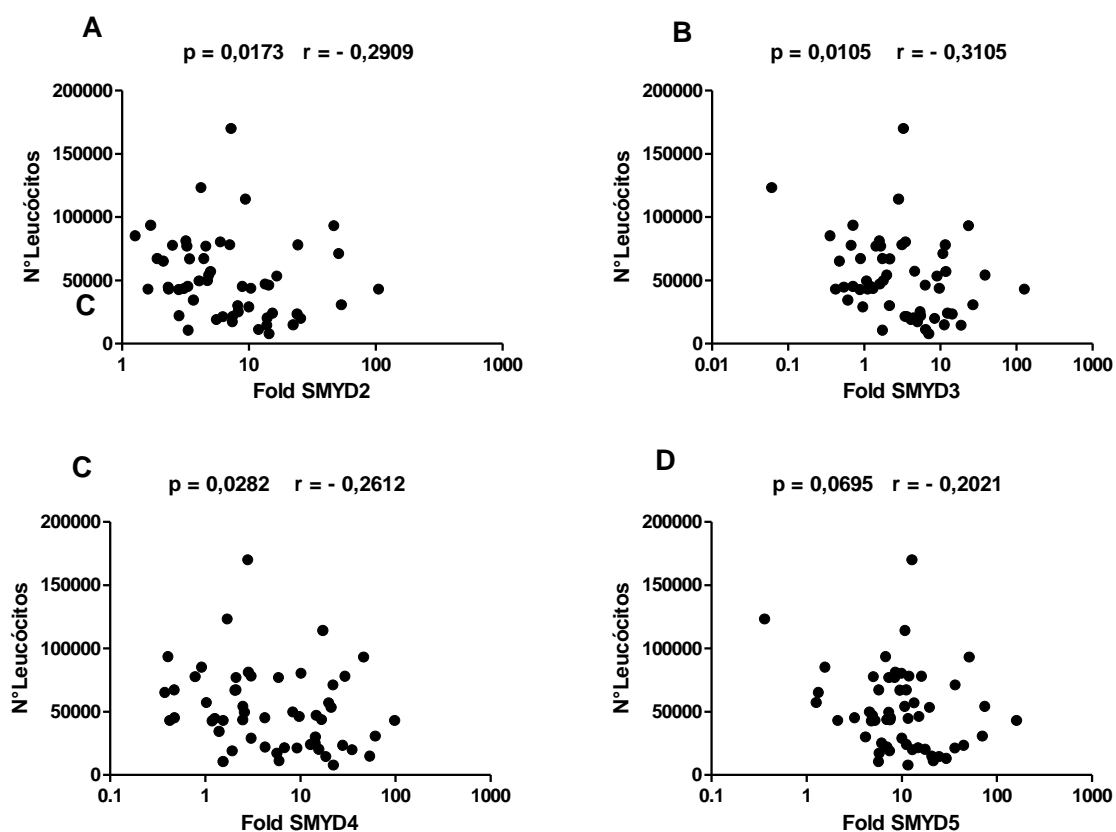 A
p = 0,0173 r = - 0,2909
N°Leucócitos
200000
150000
100000
50000
0
C
1
10
100
1000
Fold SMYD2
B
p = 0,0105 r = - 0,3105
N°Leucócitos
200000
150000
100000
50000
0
0.01
0.1
1
10
100
1000
Fold SMYD3
C
p = 0,0282 r = - 0,2612
N°Leucócitos
200000
150000
100000
50000
0
0.1
1
10
100
1000
Fold SMYD4
D
p = 0,0695 r = - 0,2021
N°Leucócitos
200000
150000
100000
50000
0
0.1
1
10
100
1000
Fold SMYD5